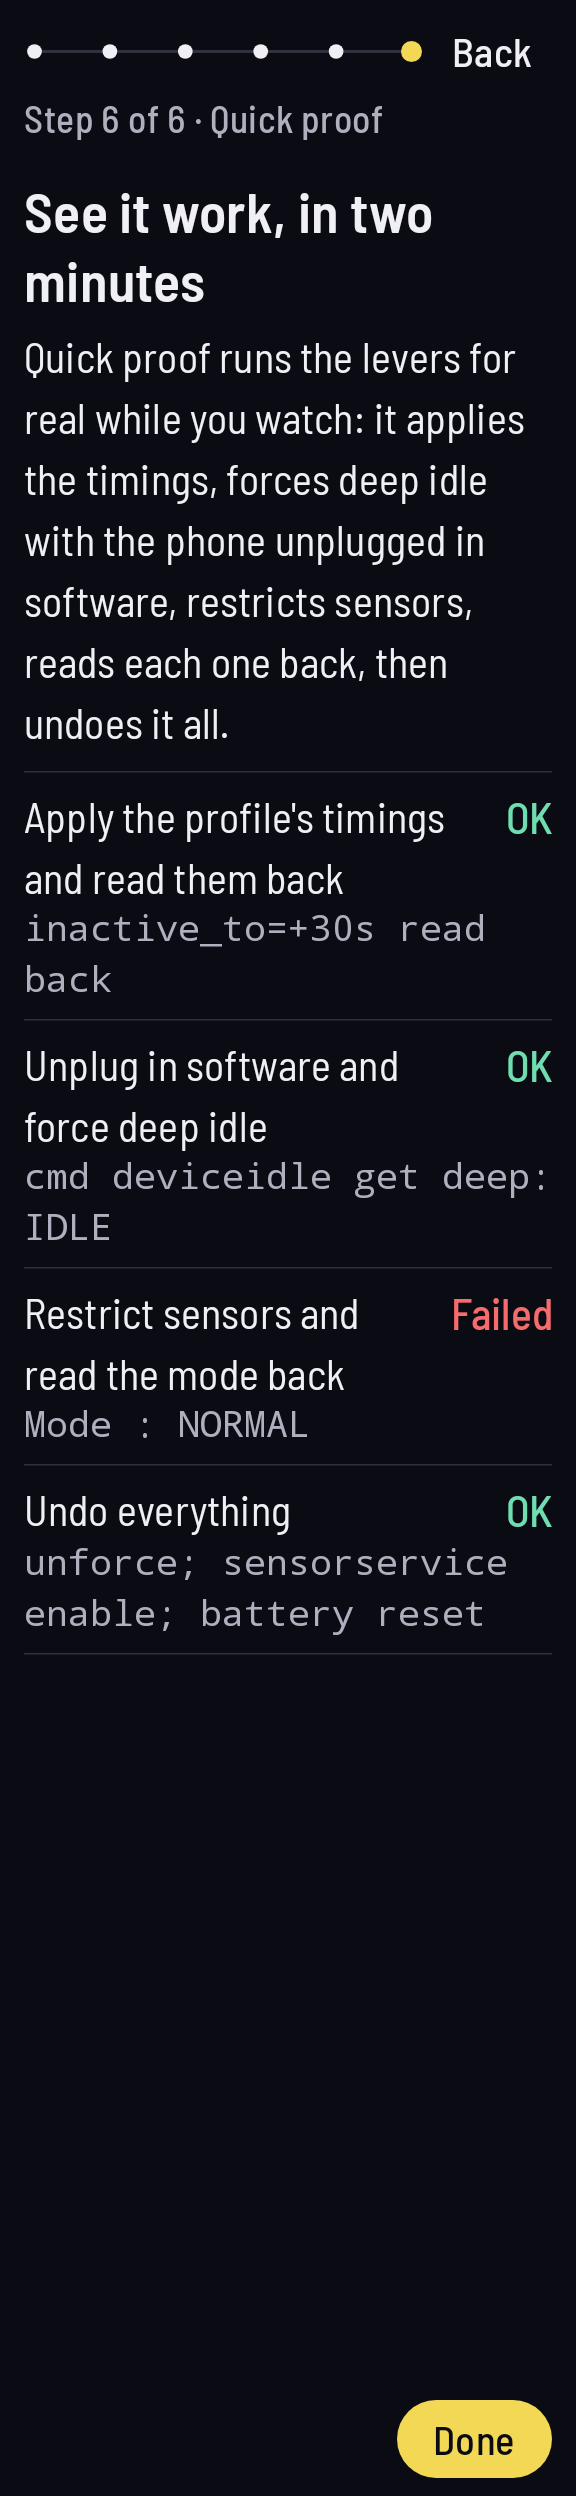 Back
Step 6 of 6 · Quick proof
See it work, in two
minutes
Quick proof runs the levers for
real while you watch: it applies
the timings, forces deep idle
with the phone unplugged in
software, restricts sensors,
reads each one back, then
undoes it all.
Apply the profile's timings OK
and read them back
inactive_to=+30s read
back
Unplug in software and OK
force deep idle
cmd deviceidle get deep:
IDLE
Restrict sensors and Failed
read the mode back
Mode : NORMAL
Undo everything OK
unforce; sensorservice
enable; battery reset
Done